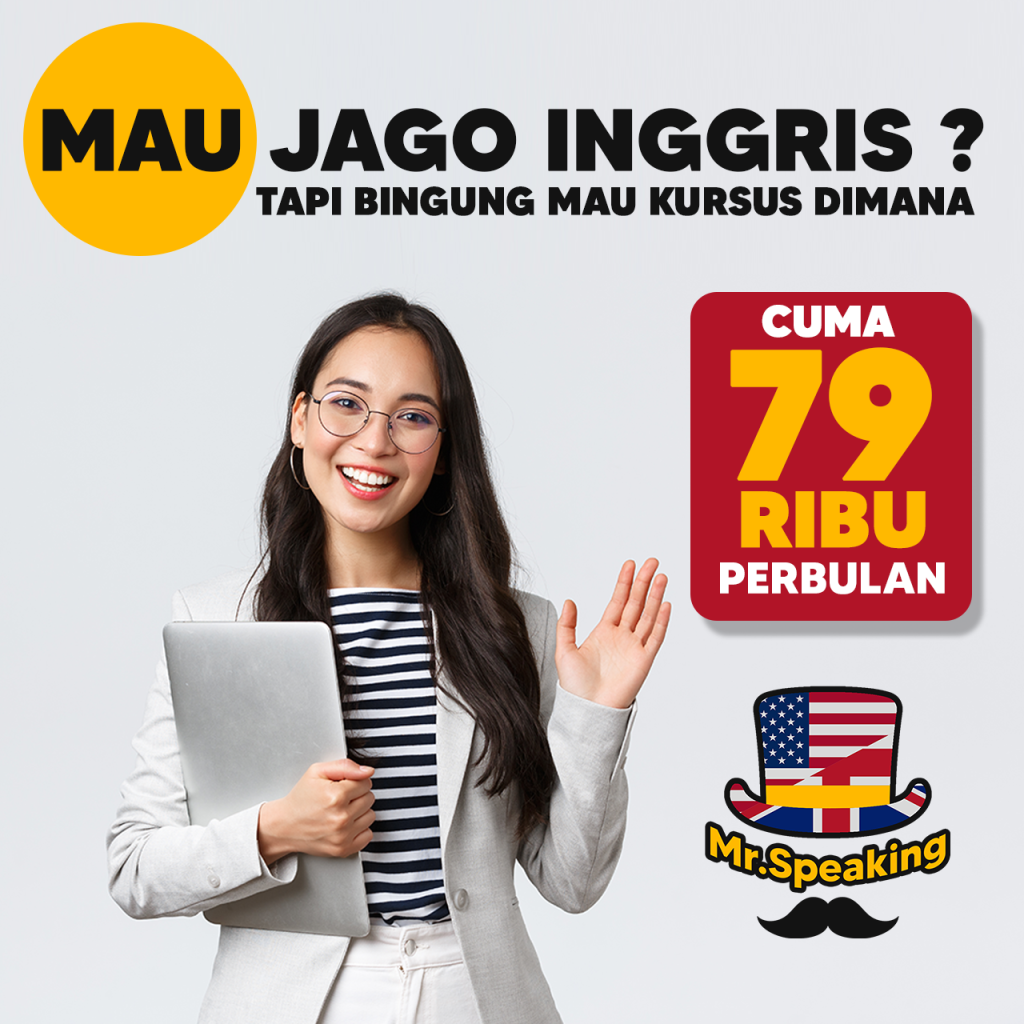 MAU JAGO INGGRIS ?
TAPI BINGUNG MAU KURSUS DIMANA
CUMA
79
RIBU
PERBULAN
Mr.Speaking